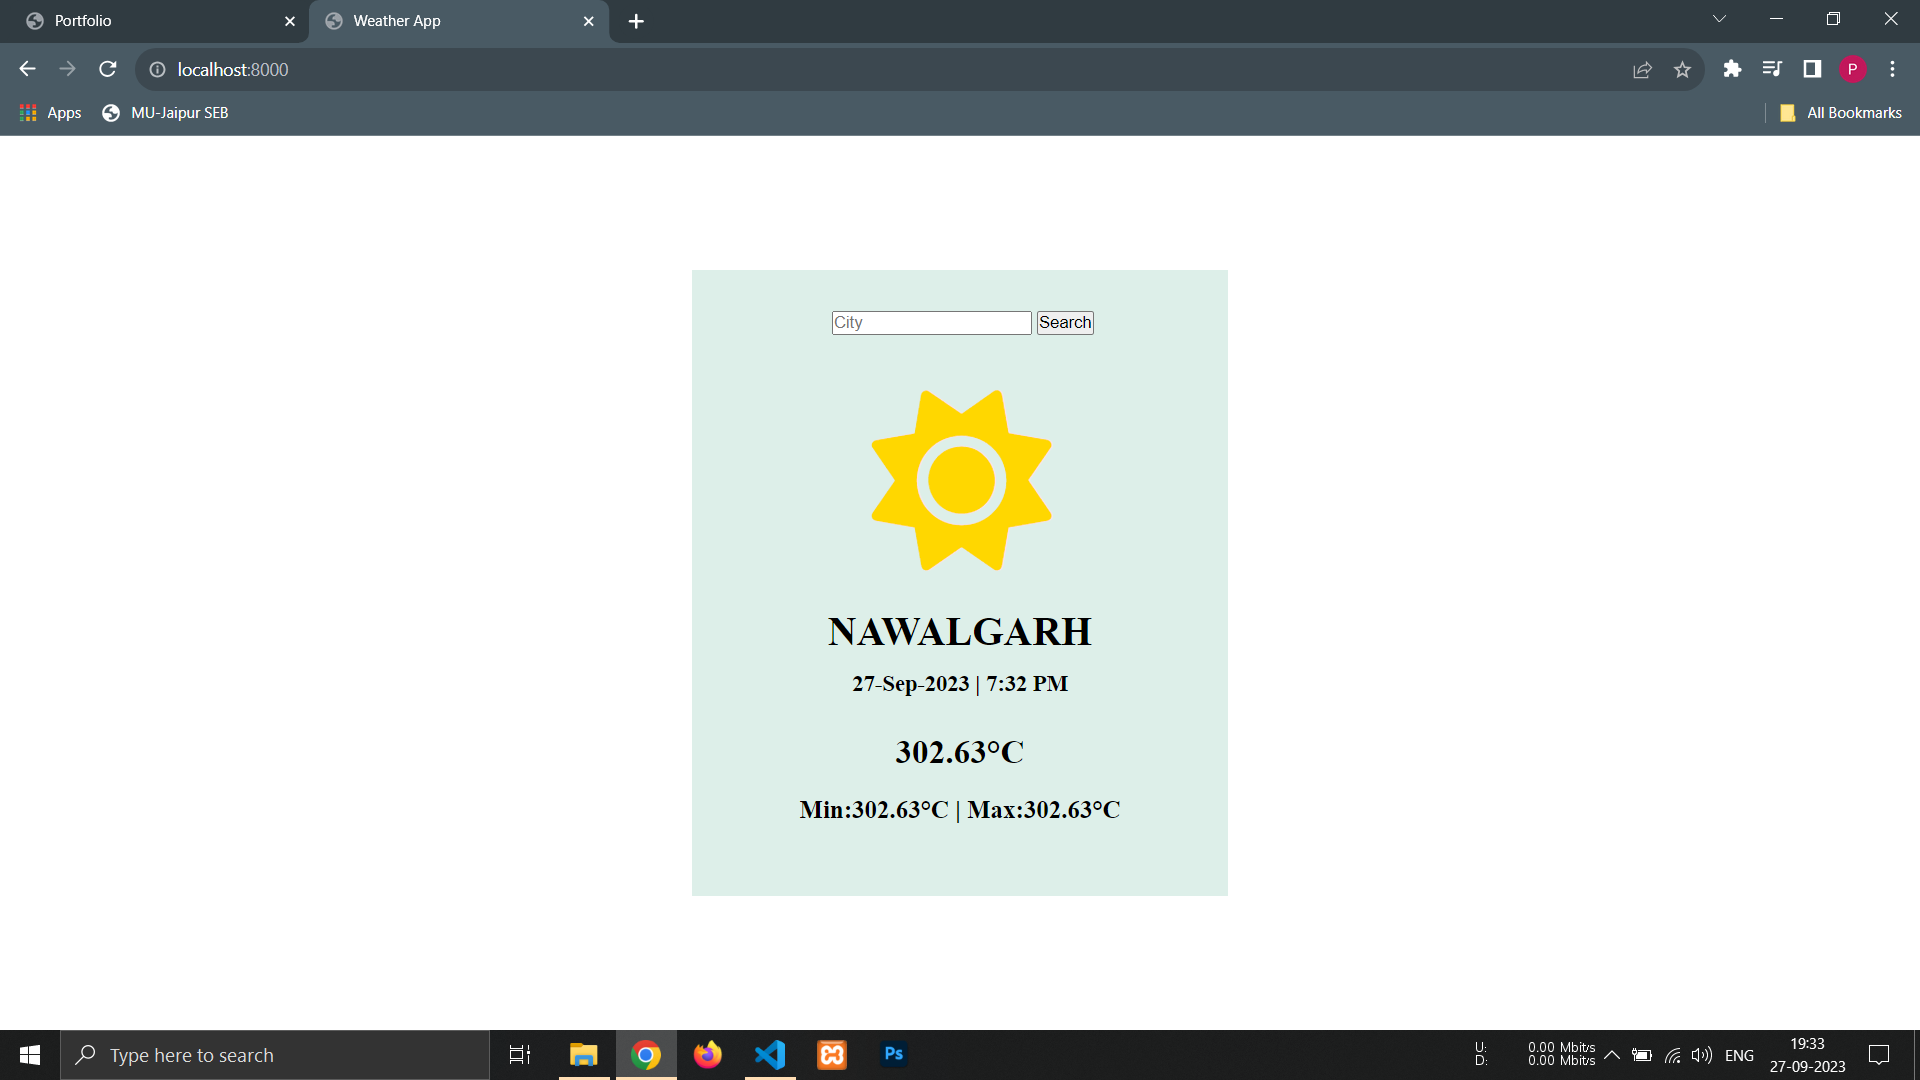 Portfolio
Weather App
localhost:8000
P
Apps
MU-Jaipur SEB
All Bookmarks
City
Search
NAWALGARH
27-Sep-2023 | 7:32 PM
302.63°C
Min:302.63°C | Max:302.63°C
Type here to search
Ps
U: 0.00 Mbit/s
D: 0.00 Mbit/s
ENG
19:33
27-09-2023